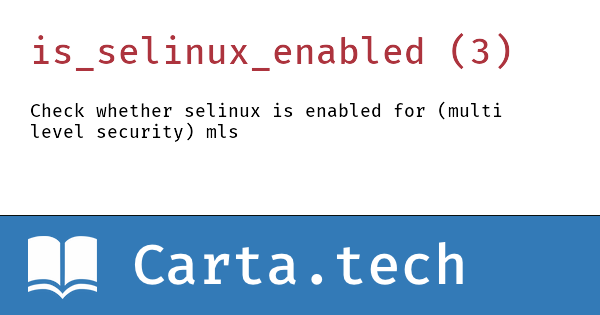 is_selinux_enabled (3)
Check whether selinux is enabled for (multi
level security) mls
Carta.tech